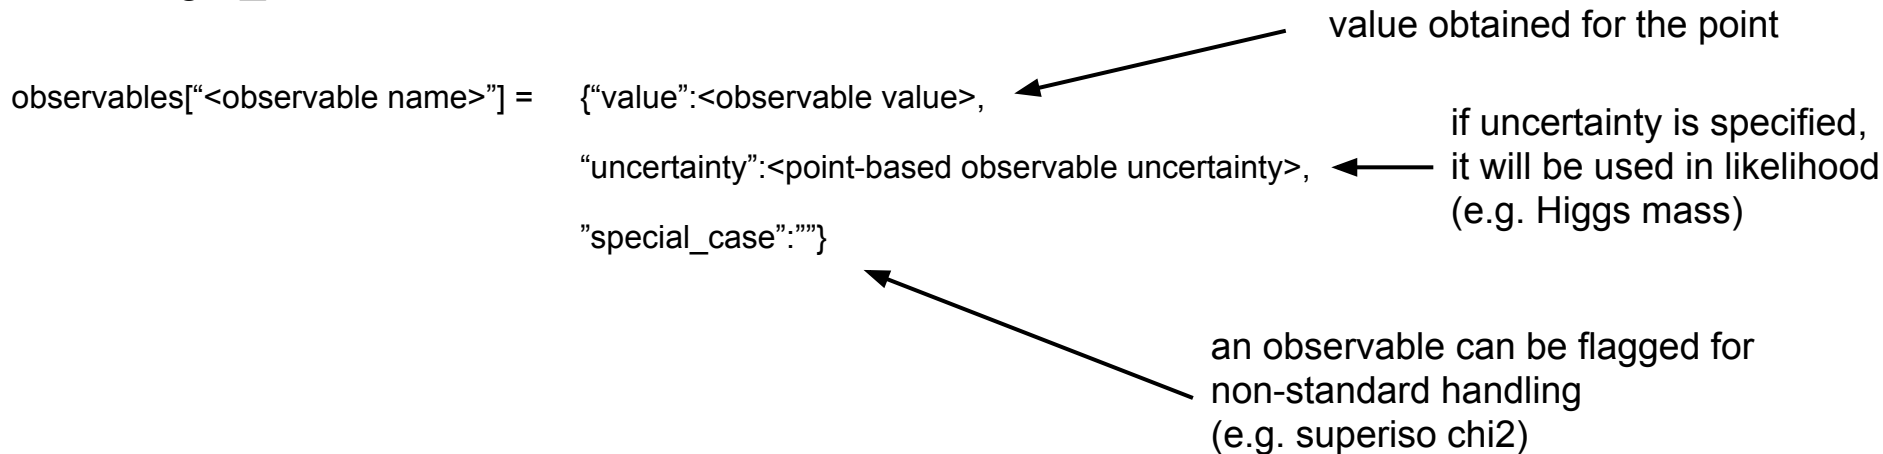 value obtained for the point
observables[“<observable name>”] = {“value”:<observable value>,
if uncertainty is specified,
“uncertainty”:<point-based observable uncertainty>,
it will be used in likelihood
(e.g. Higgs mass)
”special_case”:””}
an observable can be flagged for
non-standard handling
(e.g. superiso chi2)